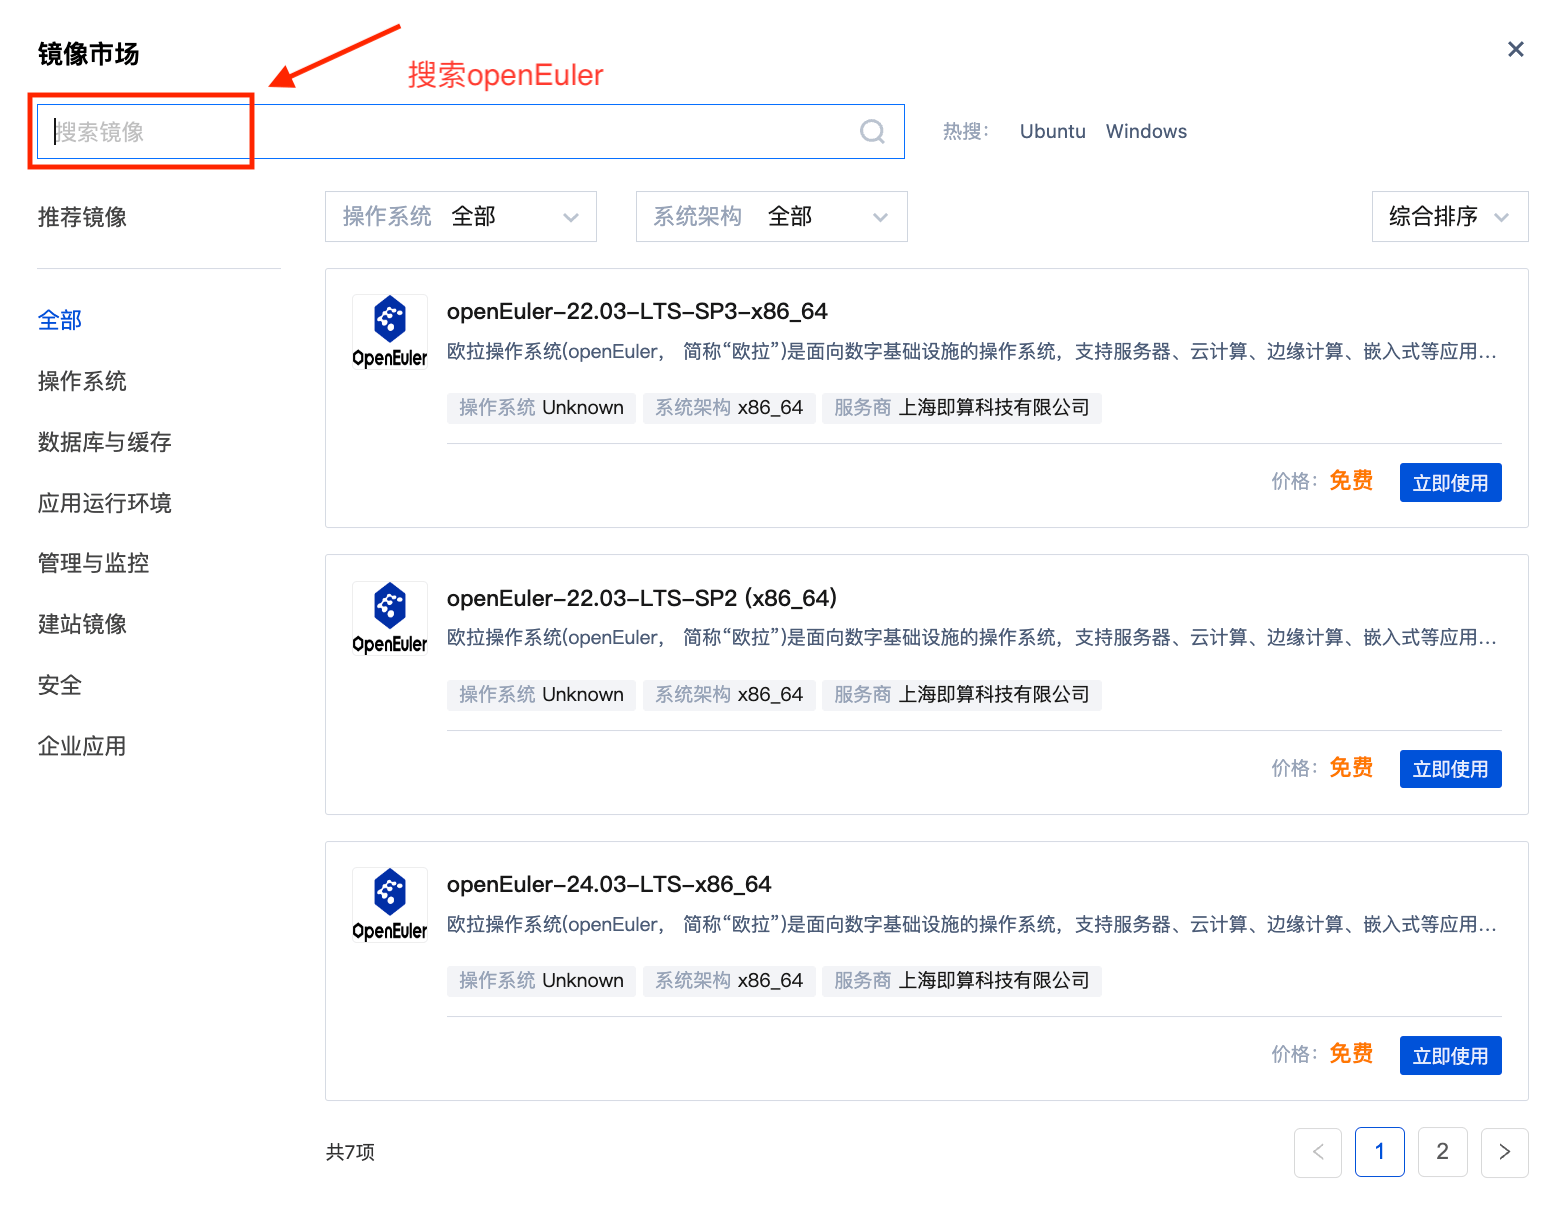 镜像市场
搜索openEuler
搜索镜像
热搜： Ubuntu Windows
推荐镜像
操作系统 全部
系统架构 全部
综合排序
全部
操作系统
数据库与缓存
应用运行环境
管理与监控
建站镜像
安全
企业应用
OpenEuler
openEuler-22.03-LTS-SP3-x86_64
欧拉操作系统(openEuler， 简称“欧拉”)是面向数字基础设施的操作系统，支持服务器、云计算、边缘计算、嵌入式等应用...
操作系统 Unknown 系统架构 x86_64 服务商 上海即算科技有限公司
价格： 免费 立即使用
OpenEuler
openEuler-22.03-LTS-SP2 (x86_64)
欧拉操作系统(openEuler， 简称“欧拉”)是面向数字基础设施的操作系统，支持服务器、云计算、边缘计算、嵌入式等应用...
操作系统 Unknown 系统架构 x86_64 服务商 上海即算科技有限公司
价格： 免费 立即使用
OpenEuler
openEuler-24.03-LTS-x86_64
欧拉操作系统(openEuler， 简称“欧拉”)是面向数字基础设施的操作系统，支持服务器、云计算、边缘计算、嵌入式等应用...
操作系统 Unknown 系统架构 x86_64 服务商 上海即算科技有限公司
价格： 免费 立即使用
共7项
< 1 2 >